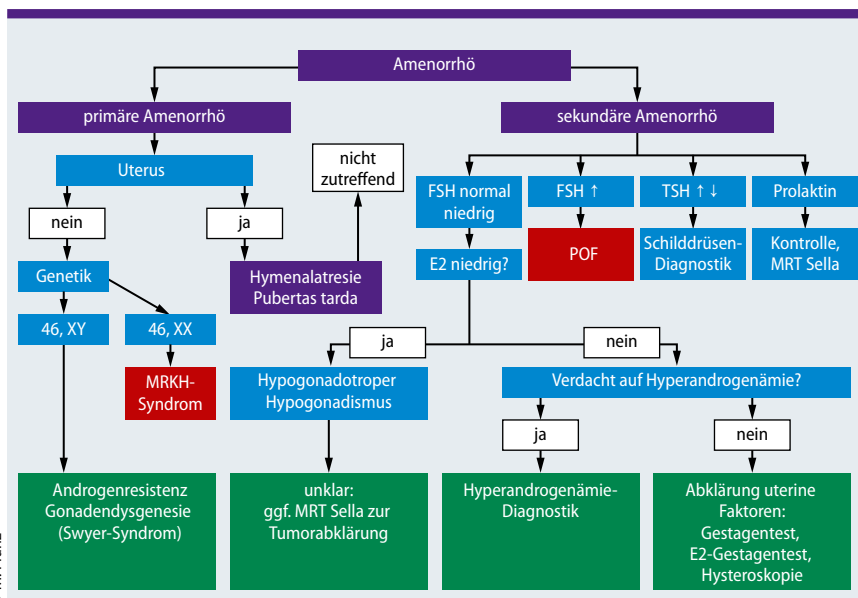 Amenorrhö
primäre Amenorrhö
sekundäre Amenorrhö
Uterus
nein
ja
nicht
zutreffend
Genetik
Hymenalatresie
Pubertas tarda
46, XY
46, XX
MRKH-
Syndrom
FSH normal
niedrig
FSH ↑
TSH ↑ ↓
Prolaktin
E2 niedrig?
POF
Schilddrüsen-
Diagnostik
Kontrolle,
MRT Sella
ja
nein
Hypogonadotroper
Hypogonadismus
Verdacht auf Hyperandrogenämie?
ja
nein
Androgenresistenz
Gonadendysgenesie
(Swyer-Syndrom)
unklar:
ggf. MRT Sella zur
Tumorabklärung
Hyperandrogenämie-
Diagnostik
Abklärung uterine
Faktoren:
Gestagentest,
E2-Gestagentest,
Hysteroskopie